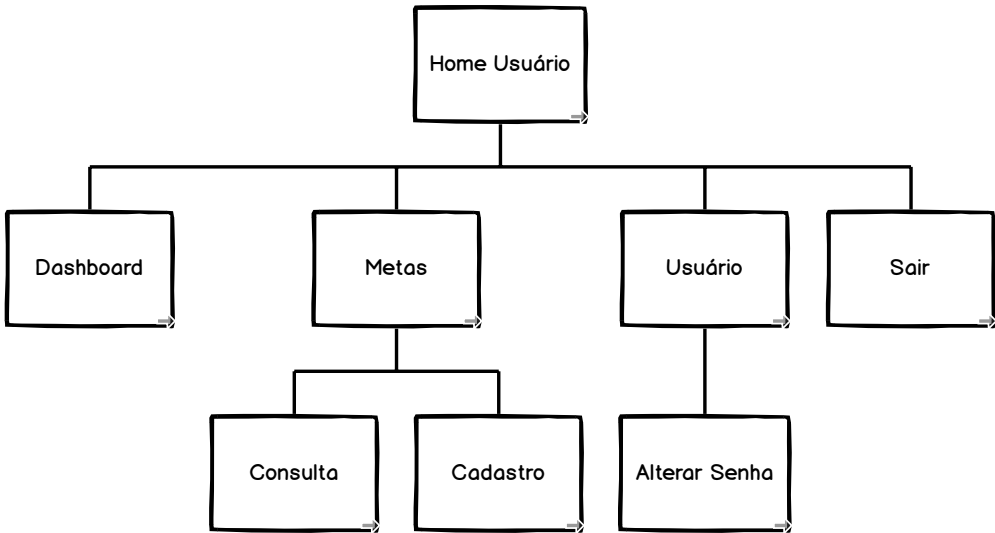 Home Usuário
Dashboard
Metas
Usuário
Sair
Consulta
Cadastro
Alterar Senha